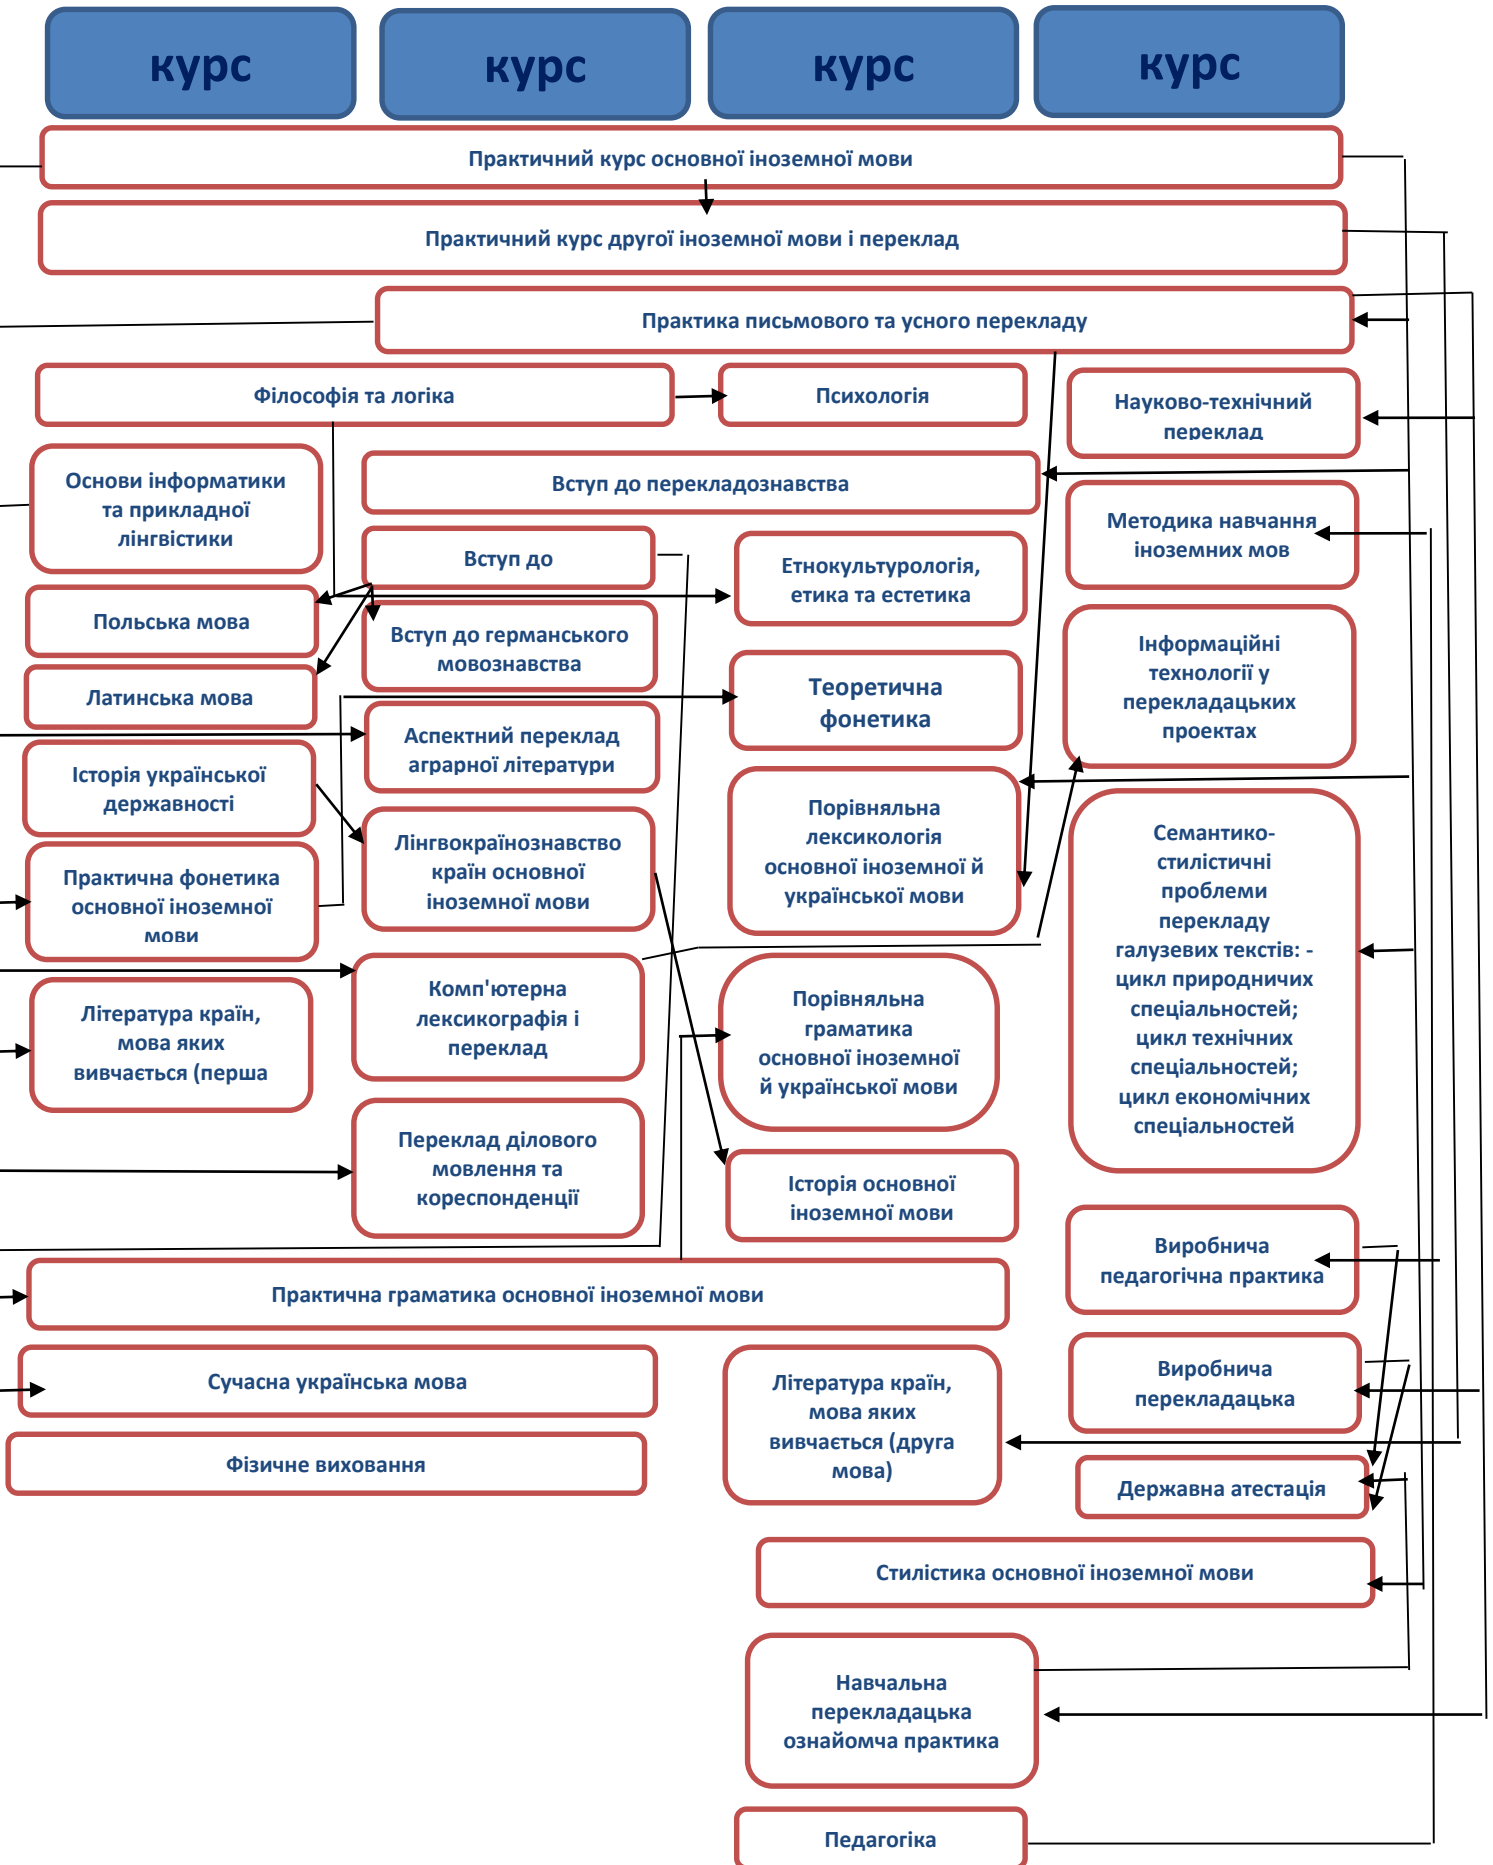 курс
курс
курс
курс
Практичний курс основної іноземної мови
Практичний курс другої іноземної мови і переклад
Практика письмового та усного перекладу
Філософія та логіка
Психологія
Науково-технічний
переклад
Основи інформатики
та прикладної
лінгвістики
Вступ до перекладознавства
Методика навчання
іноземних мов
Вступ до
Етнокультурологія,
етика та естетика
Польська мова
Вступ до германського
мовознавства
Інформаційні
технології у
перекладацьких
проектах
Латинська мова
Теоретична
фонетика
Аспектний переклад
аграрної літератури
Історія української
державності
Порівняльна
лексикологія
основної іноземної й
української мови
Семантико-
стилістичні
проблеми
перекладу
галузевих текстів: -
цикл природничих
спеціальностей;
цикл технічних
спеціальностей;
цикл економічних
спеціальностей
Лінгвокраїнознавство
країн основної
іноземної мови
Практична фонетика
основної іноземної
мови
Комп'ютерна
лексикографія і
переклад
Порівняльна
граматика
основної іноземної
й української мови
Література країн,
мова яких
вивчається (перша
Переклад ділового
мовлення та
кореспонденції
Історія основної
іноземної мови
Виробнича
педагогічна практика
Практична граматика основної іноземної мови
Виробнича
перекладацька
Сучасна українська мова
Література країн,
мова яких
вивчається (друга
мова)
Фізичне виховання
Державна атестація
Стилістика основної іноземної мови
Навчальна
перекладацька
ознайомча практика
Педагогіка